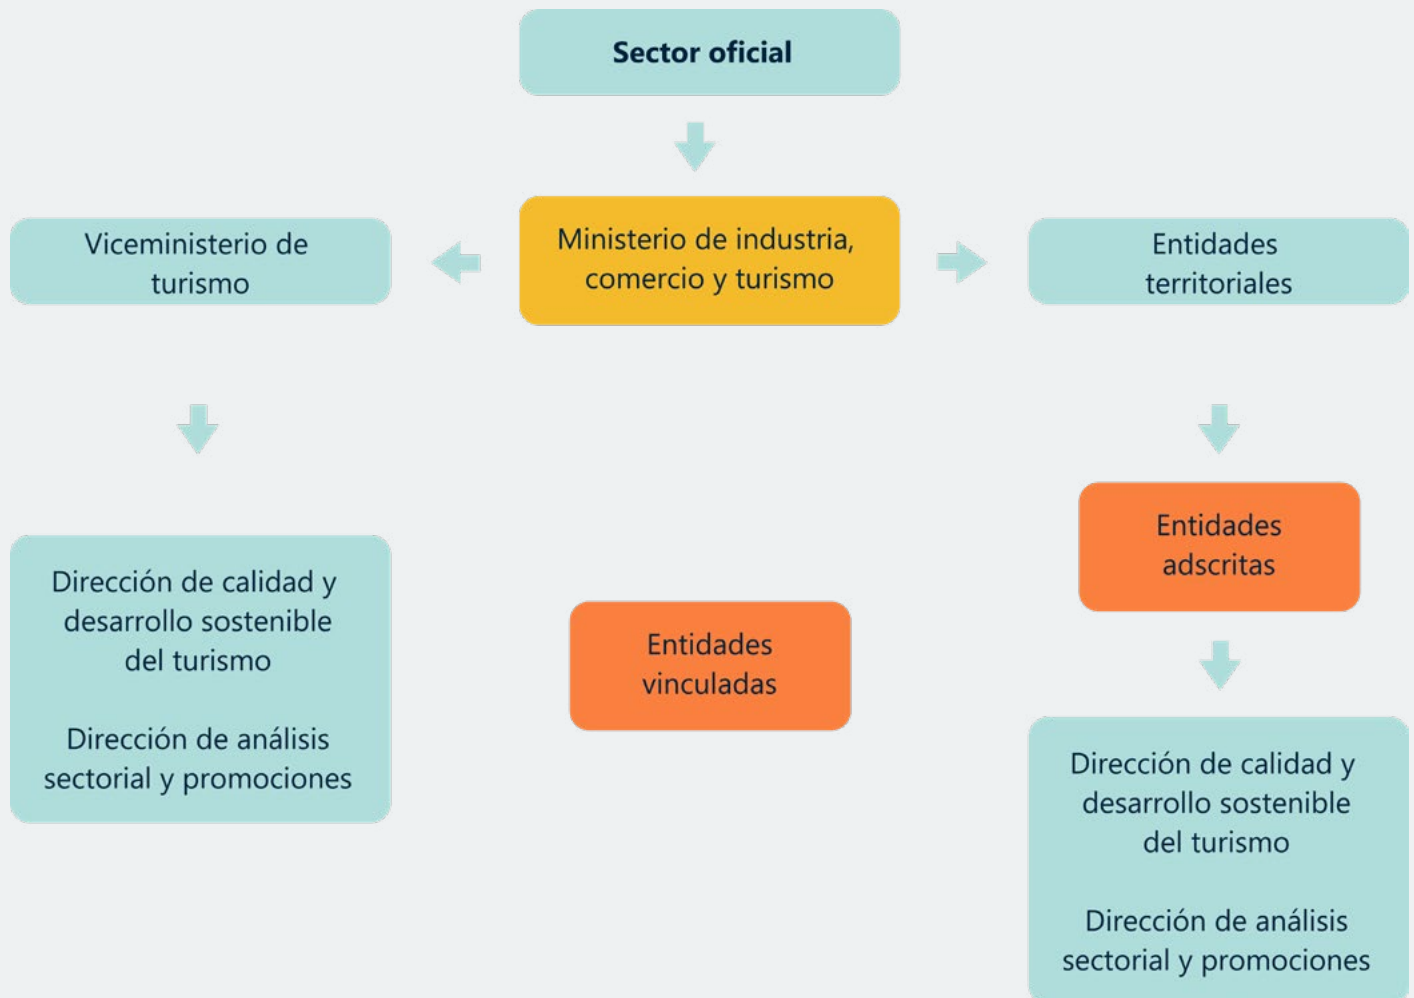 Sector oficial
Viceministerio de
turismo
Ministerio de industria,
comercio y turismo
Entidades
territoriales
Entidades
adscritas
Dirección de calidad y
desarrollo sostenible
del turismo
Dirección de análisis
sectorial y promociones
Entidades
vinculadas
Dirección de calidad y
desarrollo sostenible
del turismo
Dirección de análisis
sectorial y promociones